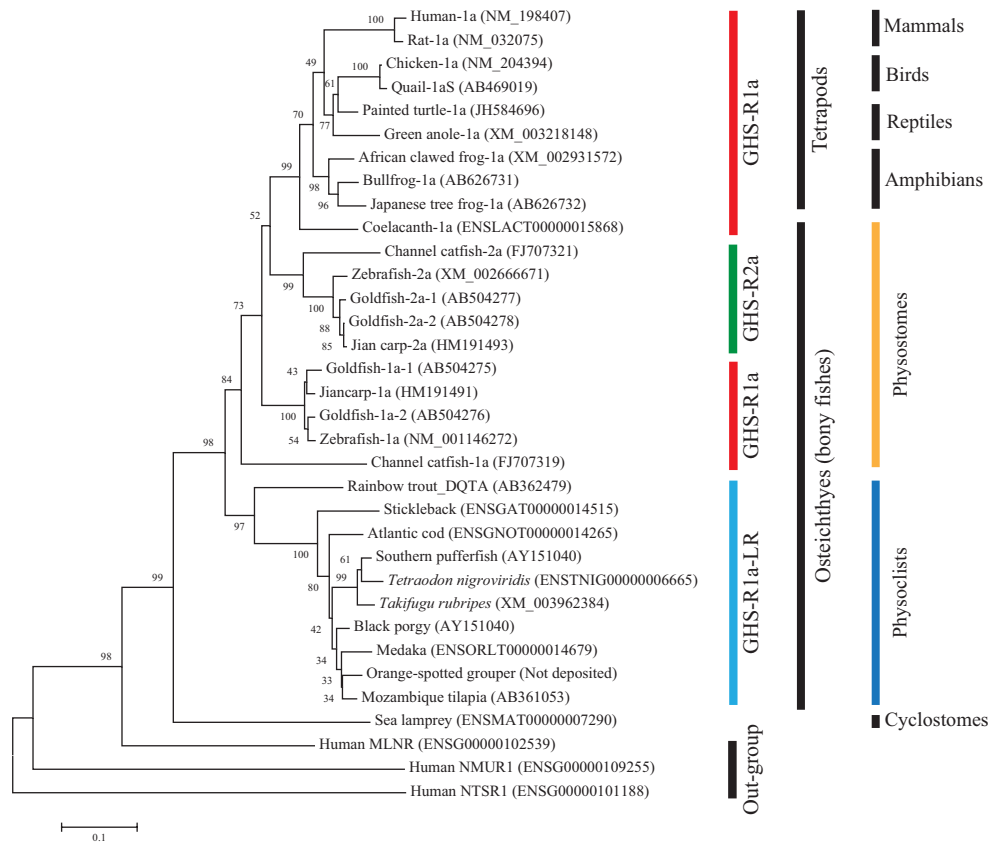 Human-1a (NM_198407)
Rat-1a (NM_032075)
Chicken-1a (NM_204394)
Quail-1aS (AB469019)
Painted turtle-1a (JH584696)
Green anole-1a (XM_003218148)
African clawed frog-1a (XM_002931572)
Bullfrog-1a (AB626731)
Japanese tree frog-1a (AB626732)
Coelacanth-1a (ENSLACT00000015868)
Channel catfish-2a (FJ707321)
Zebrafish-2a (XM_002666671)
Goldfish-2a-1 (AB504277)
Goldfish-2a-2 (AB504278)
Jian carp-2a (HM191493)
Goldfish-1a-1 (AB504275)
Jiancarp-1a (HM191491)
Goldfish-1a-2 (AB504276)
Zebrafish-1a (NM_001146272)
Channel catfish-1a (FJ707319)
Rainbow trout_DQTA (AB362479)
Stickleback (ENSGAT00000014515)
Atlantic cod (ENSGNOT00000014265)
Southern pufferfish (AY151040)
Tetraodon nigroviridis (ENSTNIG00000006665)
Takifugu rubripes (XM_003962384)
Black porgy (AY151040)
Medaka (ENSORLT00000014679)
Orange-spotted grouper (Not deposited)
Mozambique tilapia (AB361053)
Sea lamprey (ENSMAT00000007290)
Human MLNR (ENSG00000102539)
Human NMUR1 (ENSG00000109255)
Human NTSR1 (ENSG00000101188)
100
49
100
61
70
77
99
98
96
52
99
100
88
85
73
43
84
100
54
98
97
100
61
99
80
99
42
34
33
34
98
0.1
GHS-R1a
GHS-R2a
GHS-R1a
GHS-R1a-LR
Out-group
Tetrapods
Osteichthyes (bony fishes)
Mammals
Birds
Reptiles
Amphibians
Physostomes
Physoclists
Cyclostomes